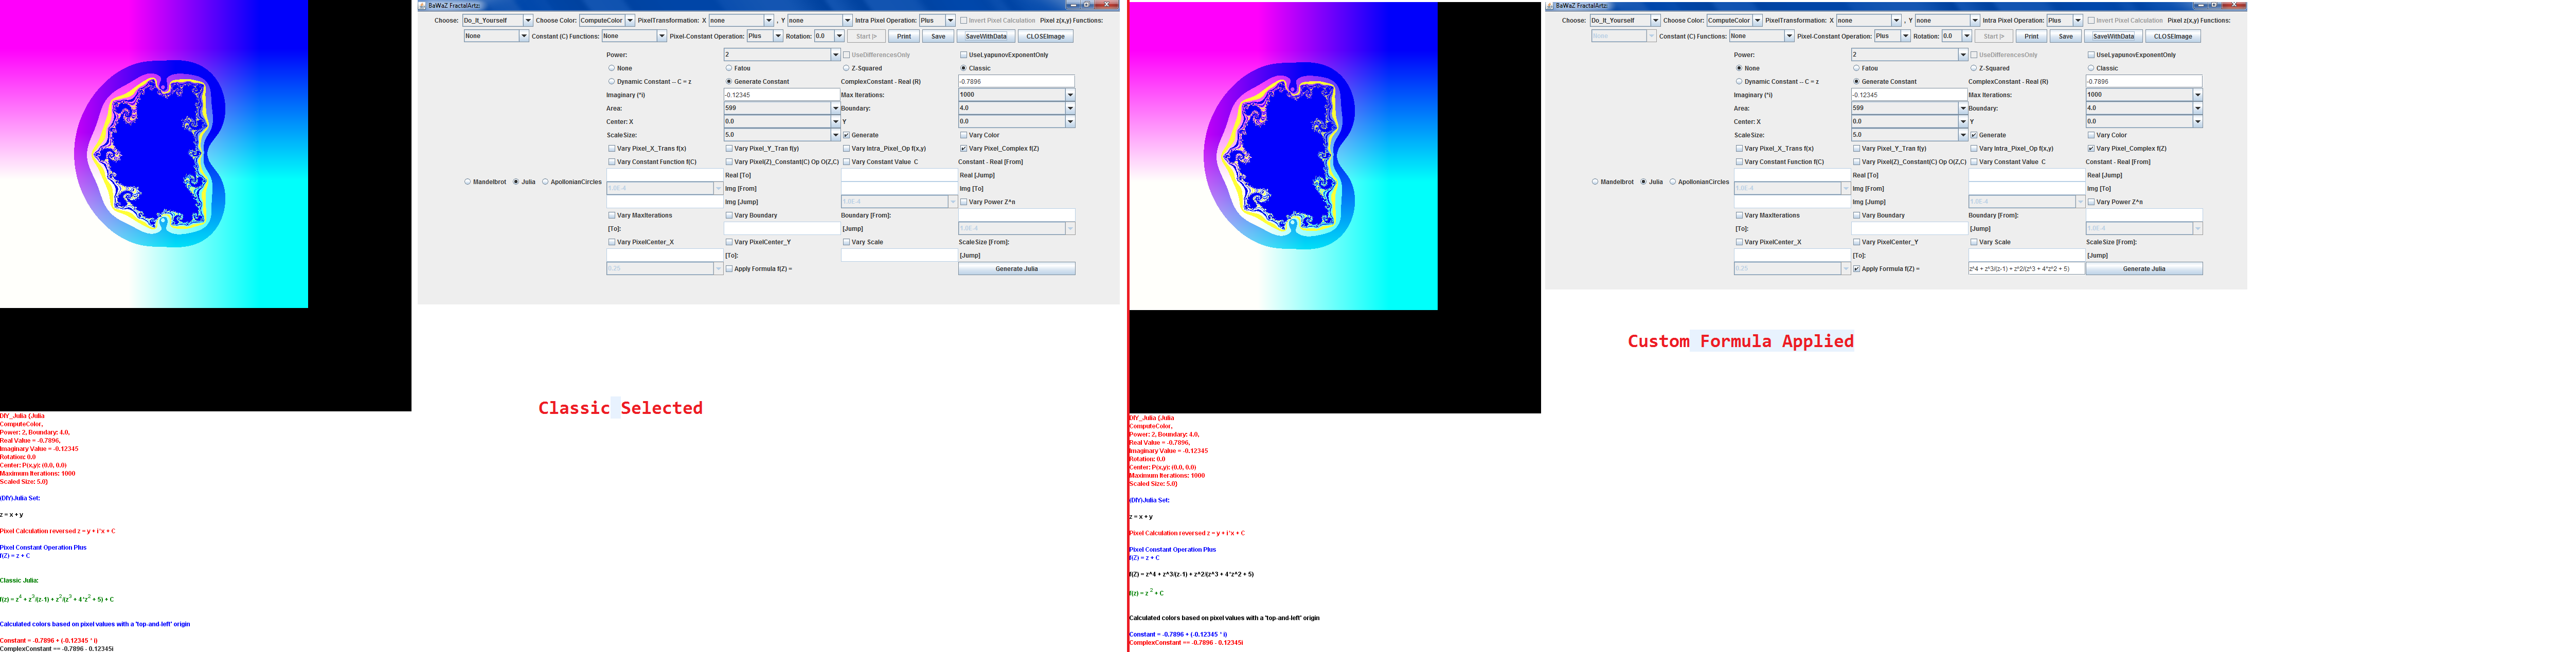 BaWaZ FractalArtz:
Choose: Do_It_Yourself Choose Color: ComputeColor PixelTransformation: X none , Y none Intra Pixel Operation: Plus Invert Pixel Calculation Pixel z(x,y) Functions:
None Constant (C) Functions: None Pixel-Constant Operation: Plus Rotation: 0.0 Start |> Print Save SaveWithData CLOSEImage
Power: 2 UseDifferencesOnly UseLyapunovExponentOnly
None Fatou Z-Squared Classic
Dynamic Constant -- C = z Generate Constant ComplexConstant - Real (R) -0.7896
Imaginary (*i) -0.12345 Max Iterations: 1000
Area: 599 Boundary: 4.0
Center: X 0.0 Y 0.0
ScaleSize: 5.0 Generate Vary Color
Vary Pixel_X_Trans f(x) Vary Pixel_Y_Tran f(y) Vary Intra_Pixel_Op f(x,y) Vary Pixel_Complex f(Z)
Vary Constant Function f(C) Vary Pixel(Z)_Constant(C) Op O(Z,C) Vary Constant Value C Constant - Real [From]
Real [To] Real [Jump]
Mandelbrot Julia ApollonianCircles
1.0E-4 Img [From] Img [To]
Img [Jump] 1.0E-4 Vary Power Z^n
Vary MaxIterations Vary Boundary Boundary [From]:
[To]: [Jump] 1.0E-4
Vary PixelCenter_X Vary PixelCenter_Y Vary Scale ScaleSize [From]:
[To]: [Jump]
0.25 Apply Formula f(Z) = Generate Julia
Classic Selected
DIY_Julia {Julia
ComputeColor,
Power: 2, Boundary: 4.0,
Real Value = -0.7896,
Imaginary Value = -0.12345
Rotation: 0.0
Center: P(x,y): (0.0, 0.0)
Maximum Iterations: 1000
Scaled Size: 5.0}
(DIY)Julia Set:
z = x + y
Pixel Calculation reversed z = y + i*x + C
Pixel Constant Operation Plus
f(Z) = z + C
Classic Julia:
f(z) = z⁴ + z³/(z-1) + z²/(z³ + 4*z² + 5) + C
Calculated colors based on pixel values with a 'top-and-left' origin
Constant = -0.7896 + (-0.12345 * i)
ComplexConstant == -0.7896 - 0.12345i
BaWaZ FractalArtz:
Choose: Do_It_Yourself Choose Color: ComputeColor PixelTransformation: X none , Y none Intra Pixel Operation: Plus Invert Pixel Calculation Pixel z(x,y) Functions:
None Constant (C) Functions: None Pixel-Constant Operation: Plus Rotation: 0.0 Start |> Print Save SaveWithData CLOSEImage
Power: 2 UseDifferencesOnly UseLyapunovExponentOnly
None Fatou Z-Squared Classic
Dynamic Constant -- C = z Generate Constant ComplexConstant - Real (R) -0.7896
Imaginary (*i) -0.12345 Max Iterations: 1000
Area: 599 Boundary: 4.0
Center: X 0.0 Y 0.0
ScaleSize: 5.0 Generate Vary Color
Vary Pixel_X_Trans f(x) Vary Pixel_Y_Tran f(y) Vary Intra_Pixel_Op f(x,y) Vary Pixel_Complex f(Z)
Vary Constant Function f(C) Vary Pixel(Z)_Constant(C) Op O(Z,C) Vary Constant Value C Constant - Real [From]
Real [To] Real [Jump]
Mandelbrot Julia ApollonianCircles
1.0E-4 Img [From] Img [To]
Img [Jump] 1.0E-4 Vary Power Z^n
Vary MaxIterations Vary Boundary Boundary [From]:
[To]: [Jump] 1.0E-4
Vary PixelCenter_X Vary PixelCenter_Y Vary Scale ScaleSize [From]:
[To]: [Jump]
0.25 Apply Formula f(Z) = z^4 + z^3/(z-1) + z^2/(z^3 + 4*z^2 + 5) Generate Julia
Custom Formula Applied
DIY_Julia {Julia
ComputeColor,
Power: 2, Boundary: 4.0,
Real Value = -0.7896,
Imaginary Value = -0.12345
Rotation: 0.0
Center: P(x,y): (0.0, 0.0)
Maximum Iterations: 1000
Scaled Size: 5.0}
(DIY)Julia Set:
z = x + y
Pixel Calculation reversed z = y + i*x + C
Pixel Constant Operation Plus
f(Z) = z + C
f(Z) = z^4 + z^3/(z-1) + z^2/(z^3 + 4*z^2 + 5)
f(z) = z ² + C
Calculated colors based on pixel values with a 'top-and-left' origin
Constant = -0.7896 + (-0.12345 * i)
ComplexConstant == -0.7896 - 0.12345i